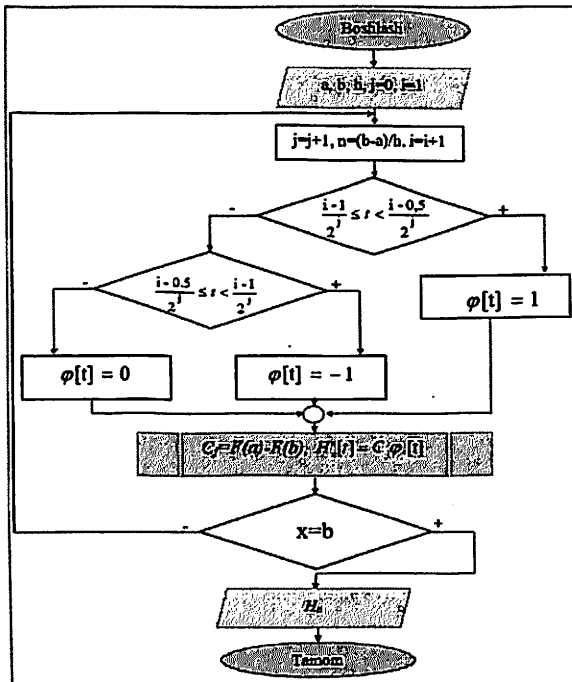 Boshlash
a, b, h, j=0, i=1
j=j+1, n=(b-a)/h, i=i+1
- (i - 1)/2^j ≤ t < (i - 0,5)/2^j +
- (i - 0.5)/2^j ≤ t < (i - 1)/2^j +
φ[t] = 1
φ[t] = 0
φ[t] = -1
- x=b +
Tamom